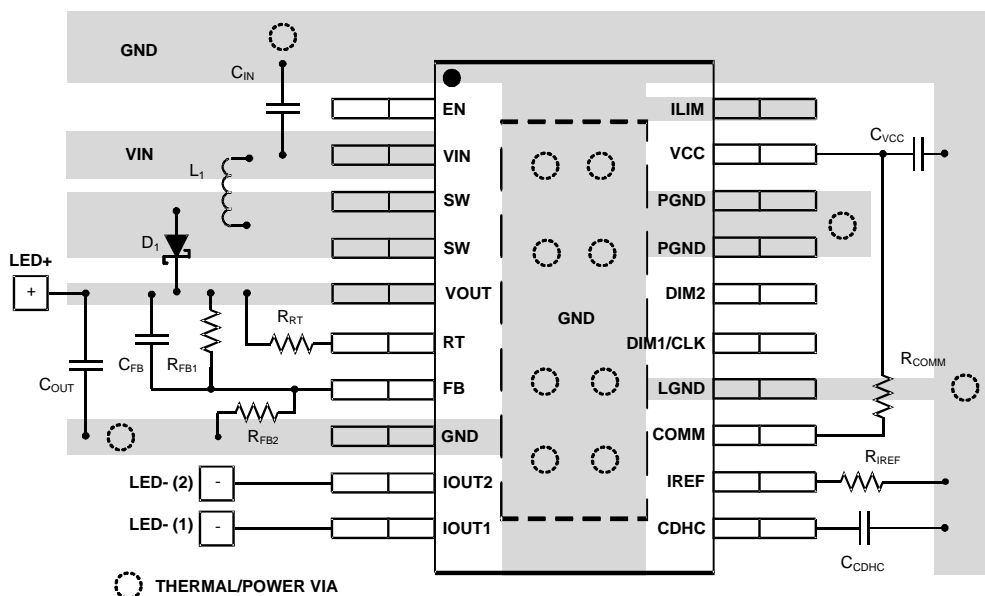 GND
CIN
EN
ILIM
VIN
VIN
VCC
CVCC
L1
SW
PGND
D1
SW
PGND
LED+
+
VOUT
DIM2
GND
RRT
RT
DIM1/CLK
CFB
RFB1
RCOMM
COUT
FB
LGND
RFB2
GND
COMM
LED- (2)
-
IOUT2
IREF
RIREF
LED- (1)
-
IOUT1
CDHC
CCDHC
THERMAL/POWER VIA